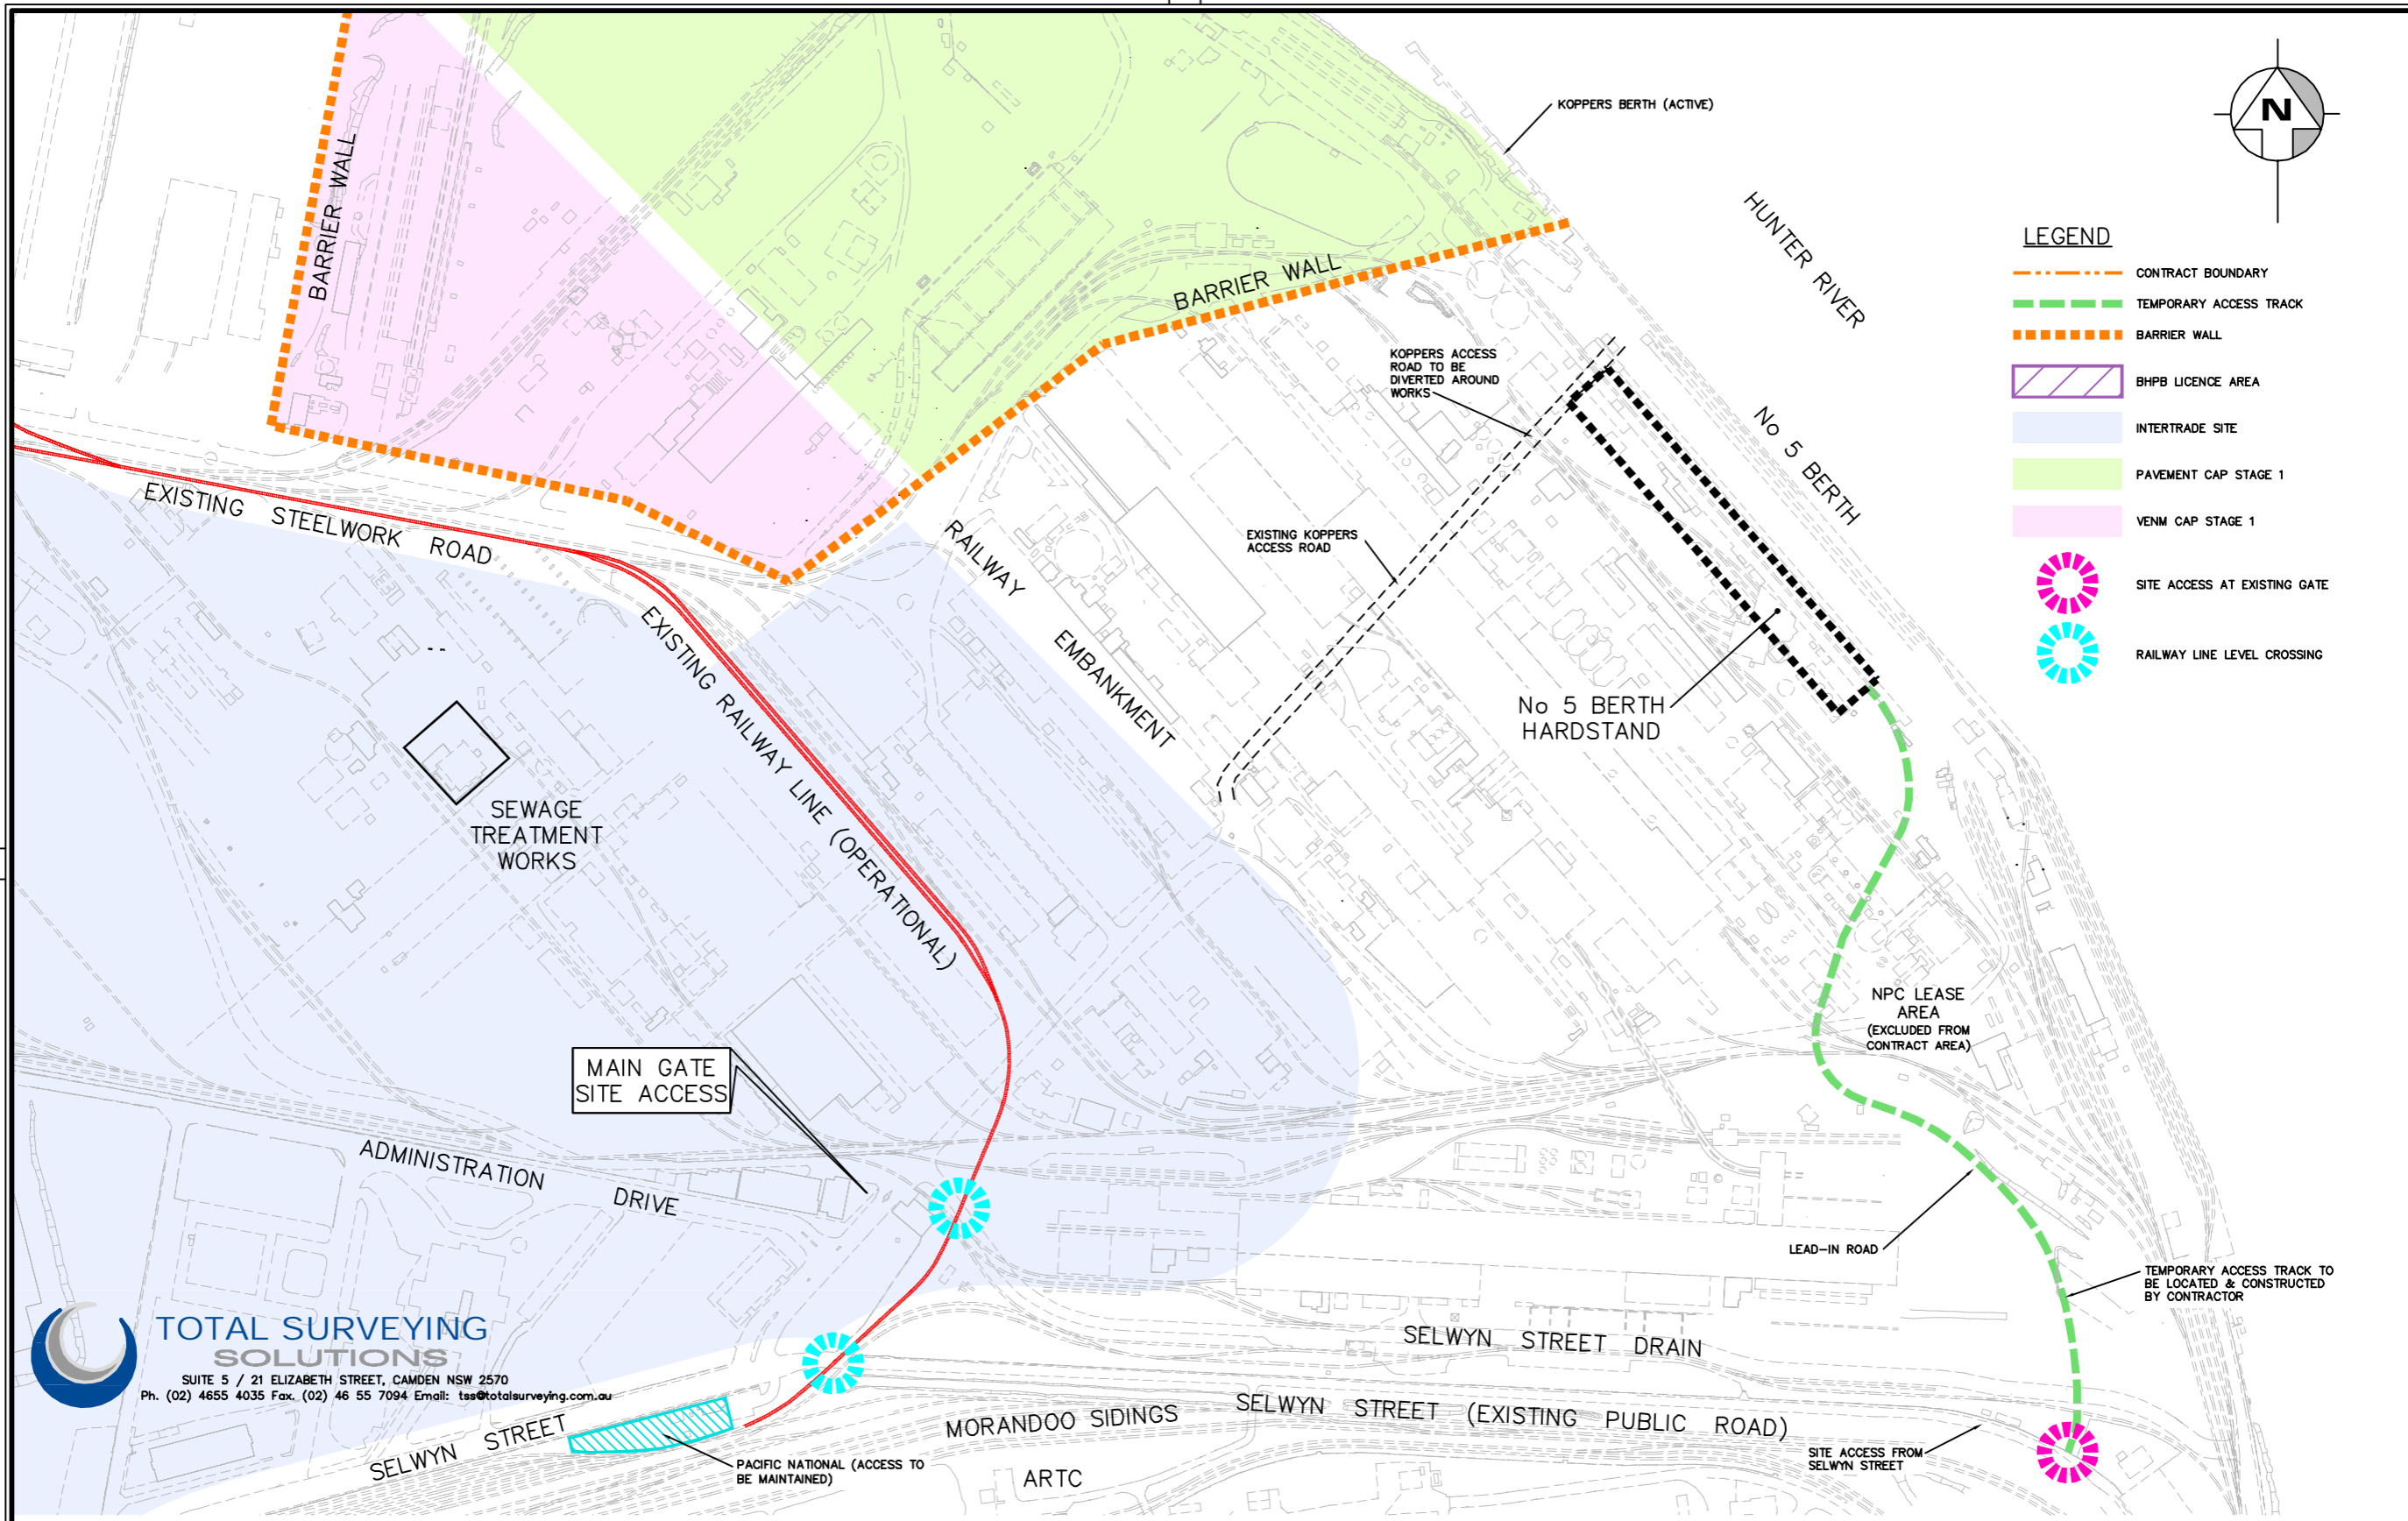 KOPPERS BERTH (ACTIVE)
N
HUNTER RIVER
LEGEND
CONTRACT BOUNDARY
TEMPORARY ACCESS TRACK
BARRIER WALL
BHPB LICENCE AREA
INTERTRADE SITE
PAVEMENT CAP STAGE 1
VENM CAP STAGE 1
SITE ACCESS AT EXISTING GATE
RAILWAY LINE LEVEL CROSSING
BARRIER WALL
BARRIER WALL
KOPPERS ACCESS
ROAD TO BE
DIVERTED AROUND
WORKS
No 5 BERTH
EXISTING STEELWORK ROAD
EXISTING KOPPERS
ACCESS ROAD
RAILWAY EMBANKMENT
EXISTING RAILWAY LINE (OPERATIONAL)
No 5 BERTH
HARDSTAND
SEWAGE
TREATMENT
WORKS
NPC LEASE
AREA
(EXCLUDED FROM
CONTRACT AREA)
MAIN GATE
SITE ACCESS
ADMINISTRATION DRIVE
LEAD-IN ROAD
TEMPORARY ACCESS TRACK TO
BE LOCATED & CONSTRUCTED
BY CONTRACTOR
TOTAL SURVEYING
SOLUTIONS
SUITE 5 / 21 ELIZABETH STREET, CAMDEN NSW 2570
Ph. (02) 4655 4035 Fax. (02) 46 55 7094 Email: tss@totalsurveying.com.au
SELWYN STREET DRAIN
SELWYN STREET (EXISTING PUBLIC ROAD)
MORANDOO SIDINGS
SELWYN STREET
PACIFIC NATIONAL (ACCESS TO
BE MAINTAINED)
ARTC
SITE ACCESS FROM
SELWYN STREET